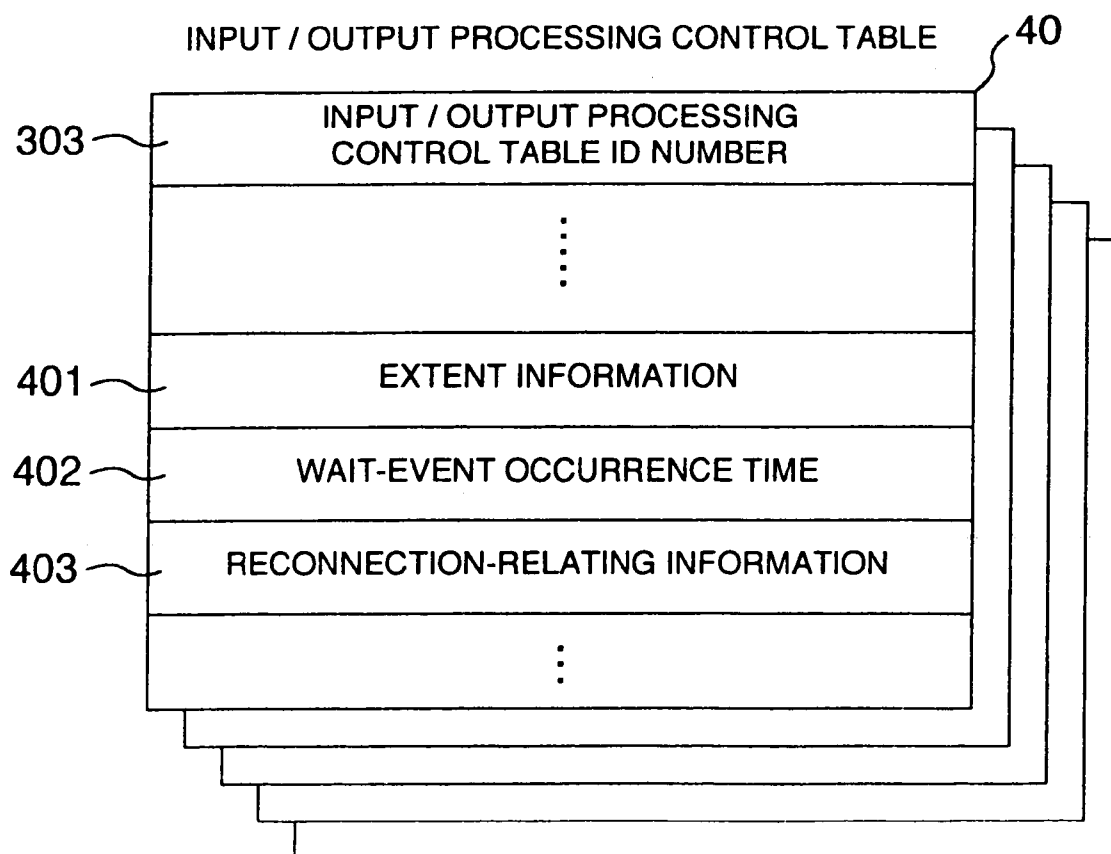 INPUT / OUTPUT PROCESSING CONTROL TABLE
40
303
INPUT / OUTPUT PROCESSING
CONTROL TABLE ID NUMBER
401
EXTENT INFORMATION
402
WAIT-EVENT OCCURRENCE TIME
403
RECONNECTION-RELATING INFORMATION